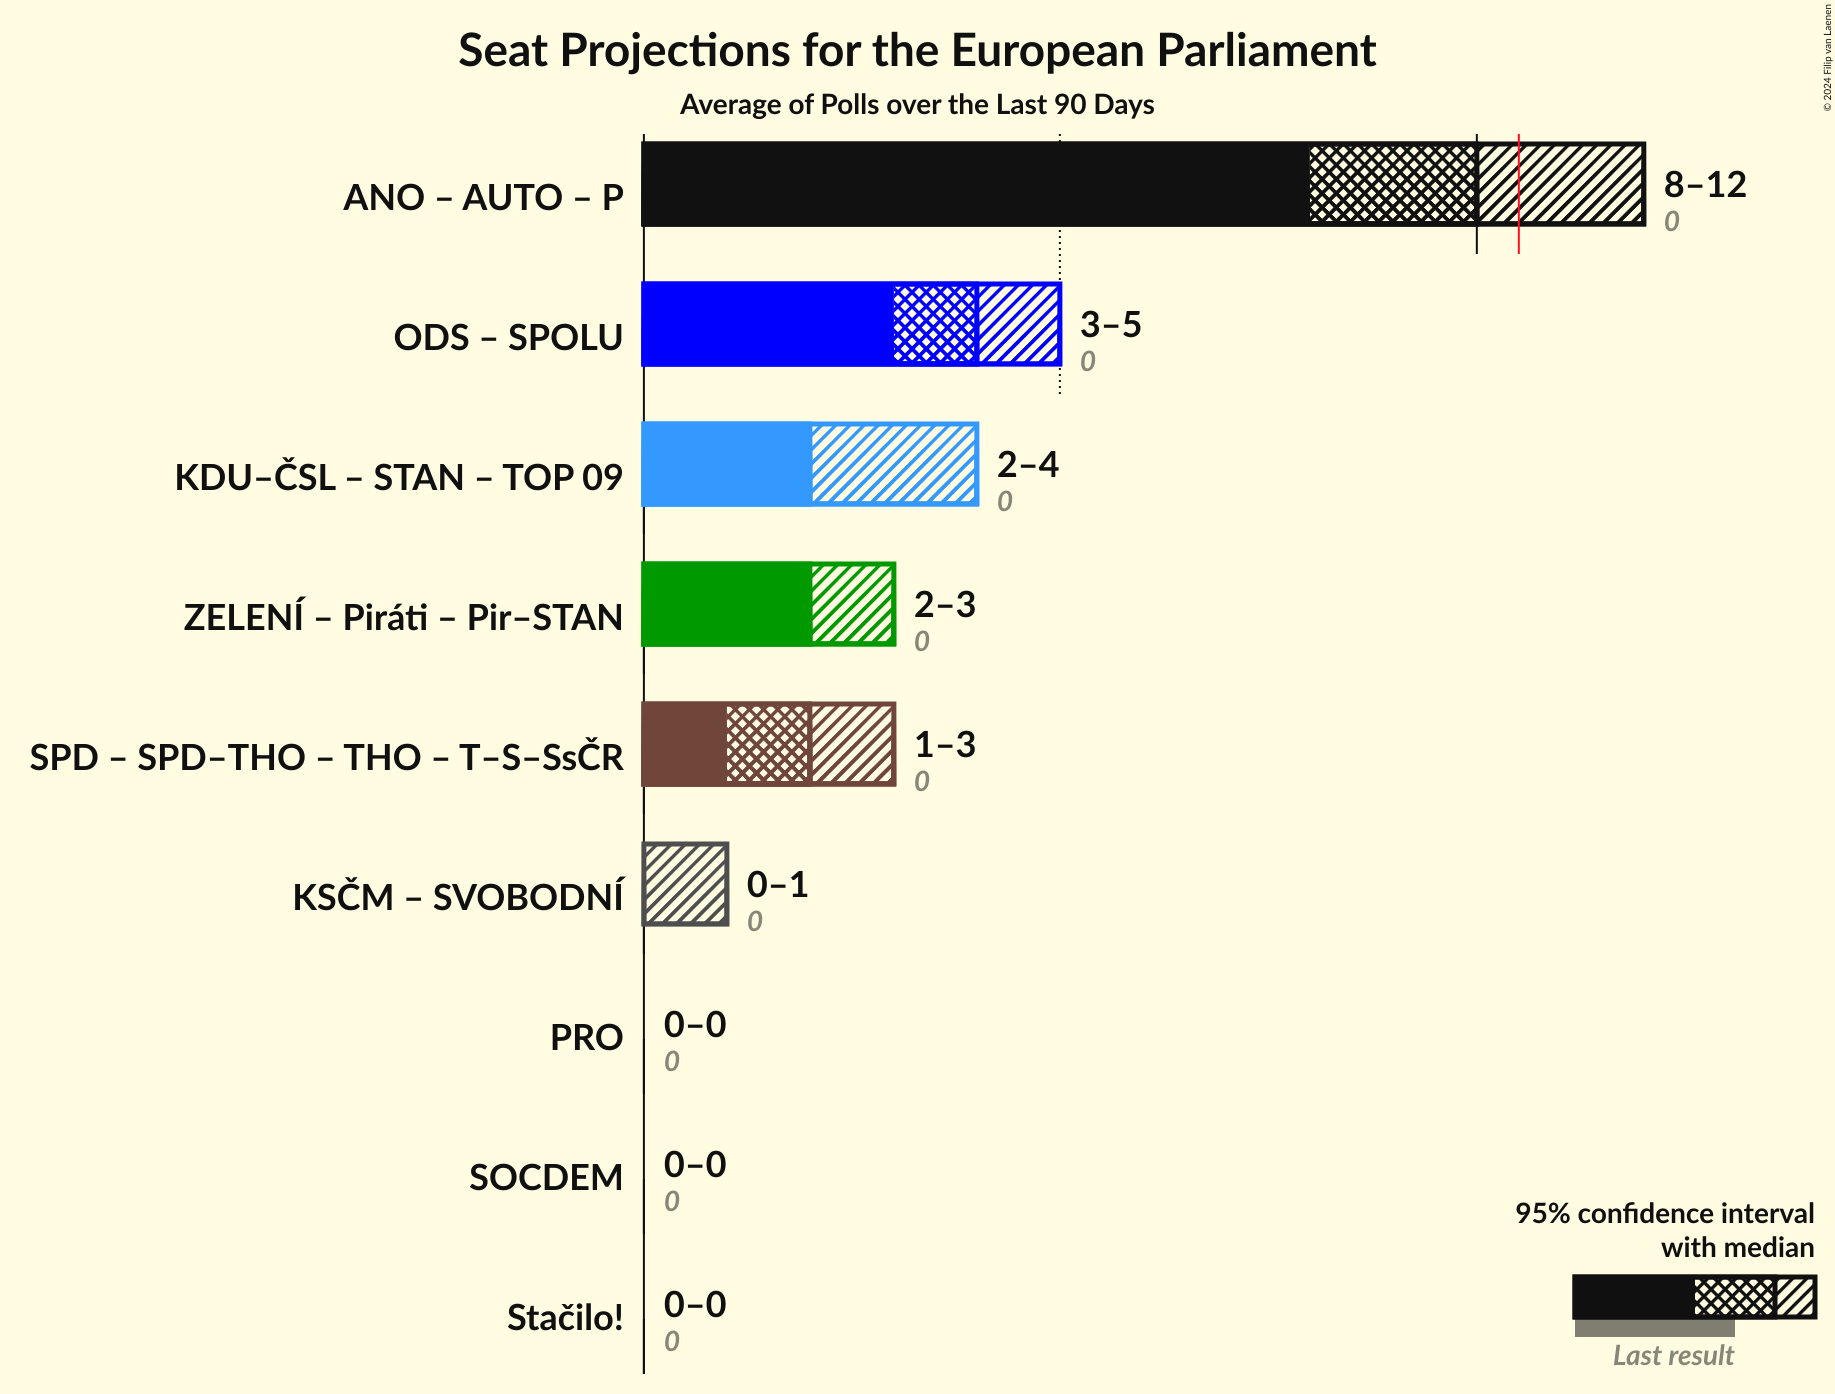 Seat Projections for the European Parliament
Average of Polls over the Last 90 Days
© 2024 Filip van Laenen
ANO – AUTO – P
8–12
0
ODS – SPOLU
3–5
0
KDU–ČSL – STAN – TOP 09
2–4
0
ZELENÍ – Piráti – Pir–STAN
2–3
0
SPD – SPD–THO – THO – T–S–SsČR
1–3
0
KSČM – SVOBODNÍ
0–1
0
PRO
0–0
0
SOCDEM
0–0
0
Stačilo!
0–0
0
95% confidence interval
with median
Last result